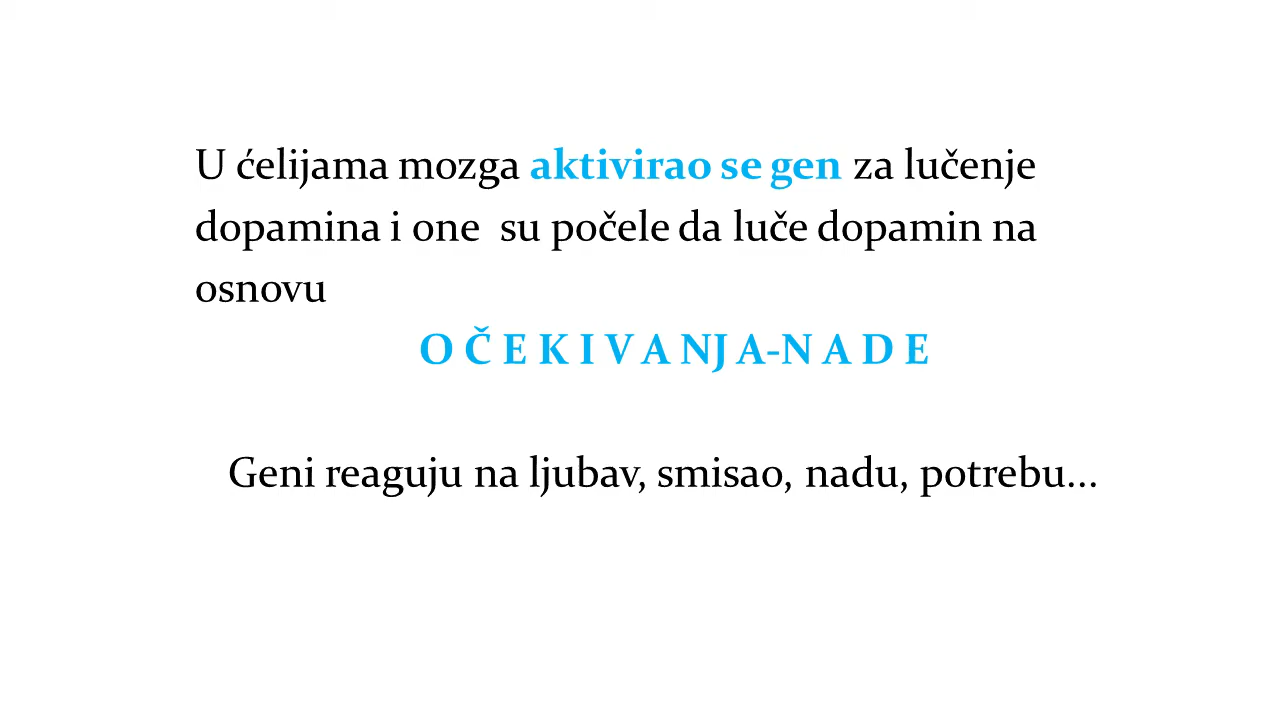 U ćelijama mozga aktivirao se gen za lučenje
dopamina i one  su počele da luče dopamin na
osnovu
O Č E K I V A NJ A-N A D E
Geni reaguju na ljubav, smisao, nadu, potrebu...